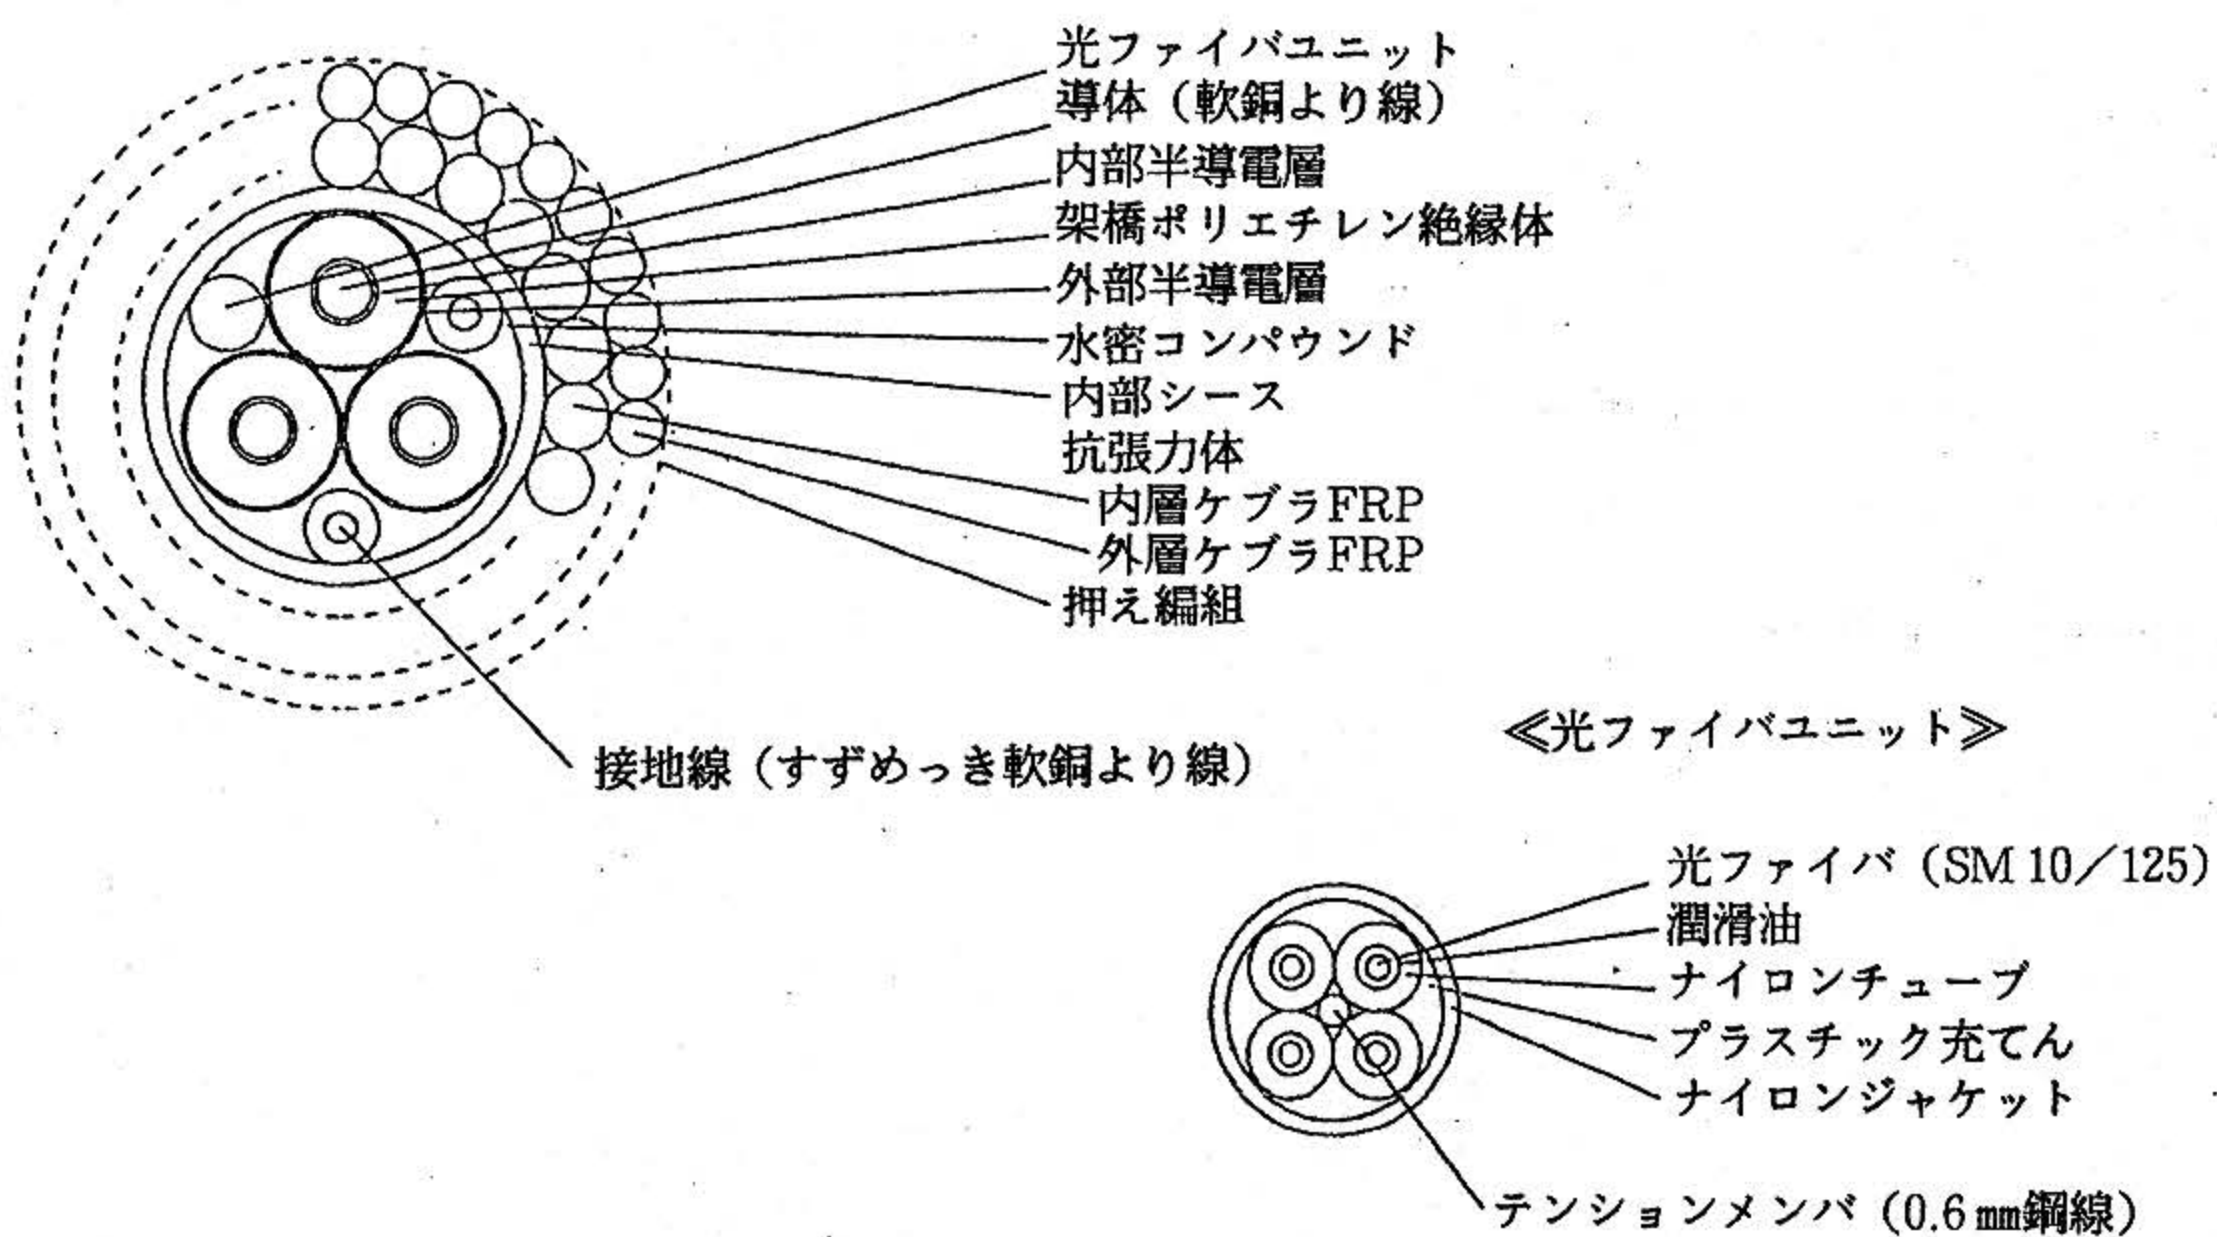 光ファイバユニット
導体（軟銅より線）
内部半導電層
架橋ポリエチレン絶縁体
外部半導電層
水密コンパウンド
内部シース
抗張力体
内層ケブラFRP
外層ケブラFRP
押え編組
接地線（すずめっき軟銅より線）
≪光ファイバユニット≫
光ファイバ（SM 10／125）
潤滑油
ナイロンチューブ
プラスチック充てん
ナイロンジャケット
テンションメンバ（0.6㎜鋼線）